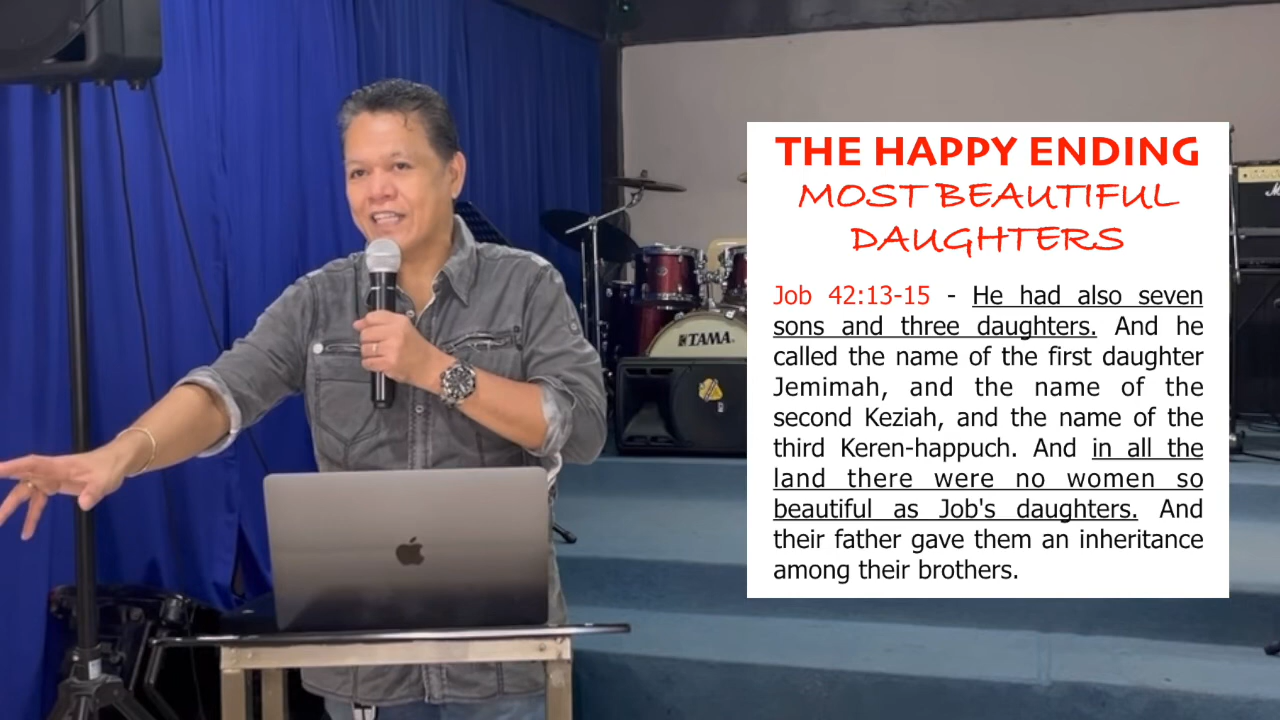 THE HAPPY ENDING
MOST BEAUTIFUL
DAUGHTERS
Job 42:13-15 - He had also seven
sons and three daughters. And he
called the name of the first daughter
Jemimah, and the name of the
second Keziah, and the name of the
third Keren-happuch. And in all the
land there were no women so
beautiful as Job's daughters. And
their father gave them an inheritance
among their brothers.
TAMA